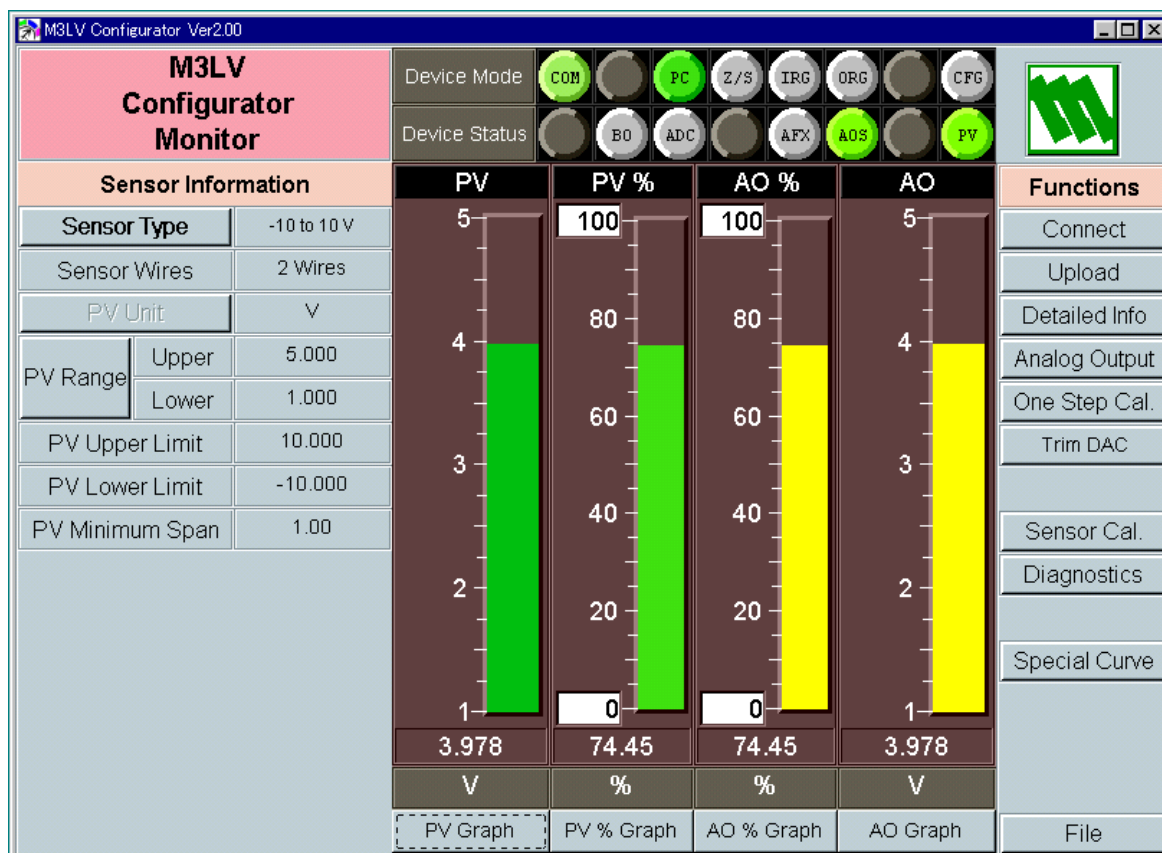 M3LV Configurator Ver2.00
M3LV
Configurator
Monitor
Device Mode COM PC Z/S IRG ORG CFG
Device Status BO ADC AFX AOS PV
Sensor Information
Sensor Type -10 to 10 V
Sensor Wires 2 Wires
PV Unit V
PV Range Upper 5.000
Lower 1.000
PV Upper Limit 10.000
PV Lower Limit -10.000
PV Minimum Span 1.00
PV
5
4
3
2
1
3.978
V
PV Graph
PV %
100
80
60
40
20
0
74.45
%
PV % Graph
AO %
100
80
60
40
20
0
74.45
%
AO % Graph
AO
5
4
3
2
1
3.978
V
AO Graph
Functions
Connect
Upload
Detailed Info
Analog Output
One Step Cal.
Trim DAC
Sensor Cal.
Diagnostics
Special Curve
File